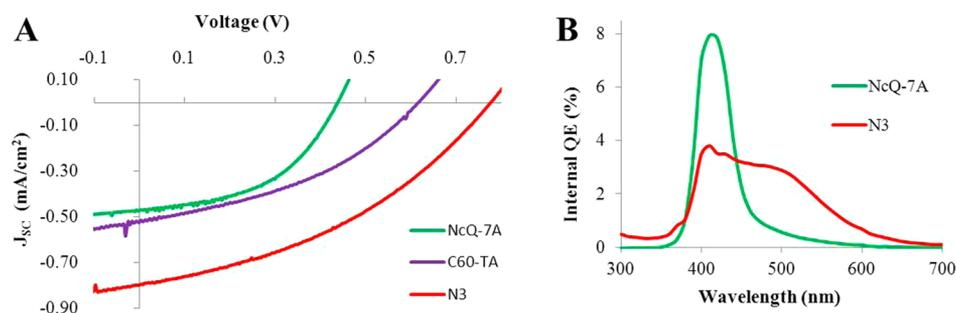 A
Voltage (V)
-0.1 0.1 0.3 0.5 0.7
0.10
-0.10
-0.30
-0.50
-0.70
-0.90
J_SC (mA/cm²)
NcQ-7A
C60-TA
N3
B
8
6
4
2
0
Internal QE (%)
NcQ-7A
N3
300 400 500 600 700
Wavelength (nm)